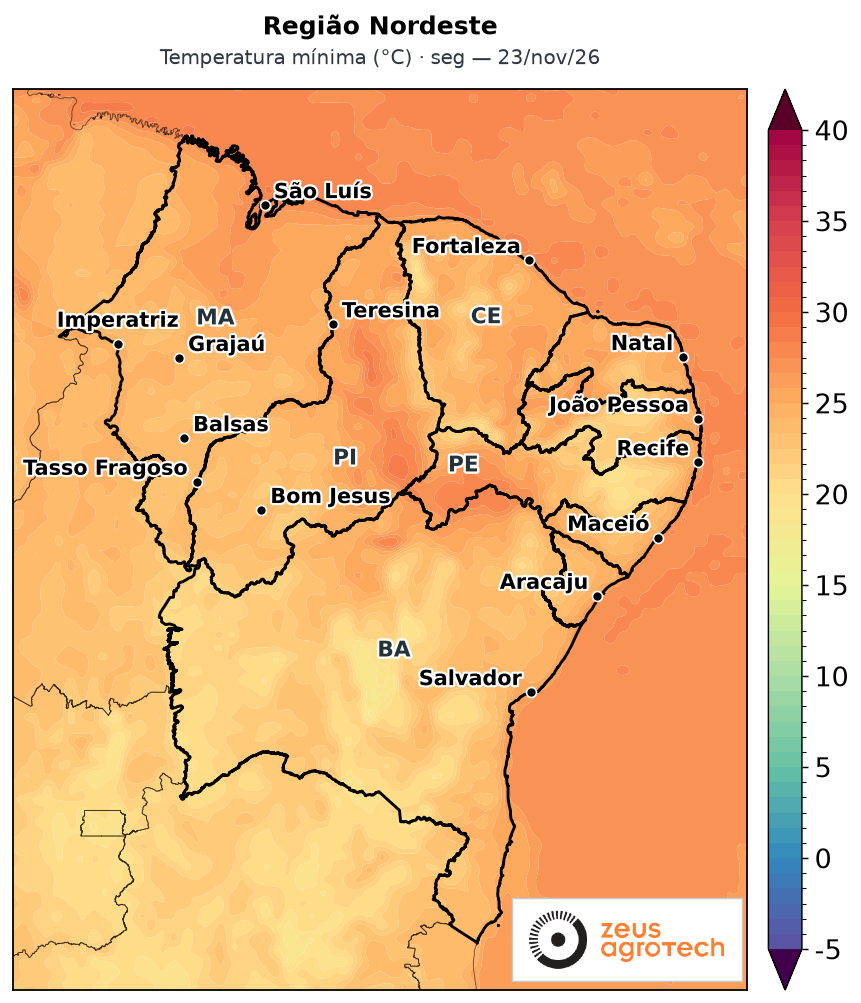 Região Nordeste
Temperatura mínima (°C) · seg — 23/nov/26
São Luís
Fortaleza
Teresina
Imperatriz
MA
CE
Grajaú
Natal
João Pessoa
Balsas
Recife
Tasso Fragoso
PI
PE
Bom Jesus
Maceió
Aracaju
BA
Salvador
40
35
30
25
20
15
10
5
0
-5
zeus
agrotech